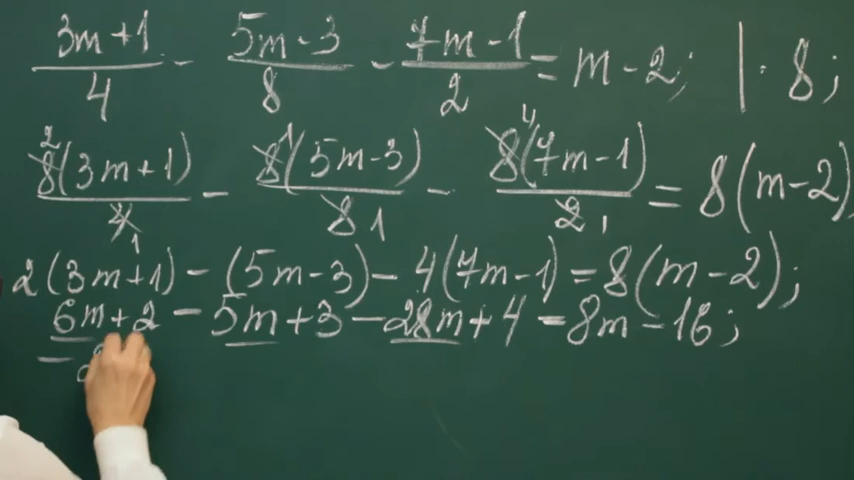 (3m+1)/4 - (5m-3)/8 - (7m-1)/2 = m-2; | · 8;
8(3m+1)/4 - 8(5m-3)/8 - 8(7m-1)/2 = 8(m-2)
2(3m+1) - (5m-3) - 4(7m-1) = 8(m-2);
6m+2 - 5m+3 - 28m+4 = 8m - 16;
-